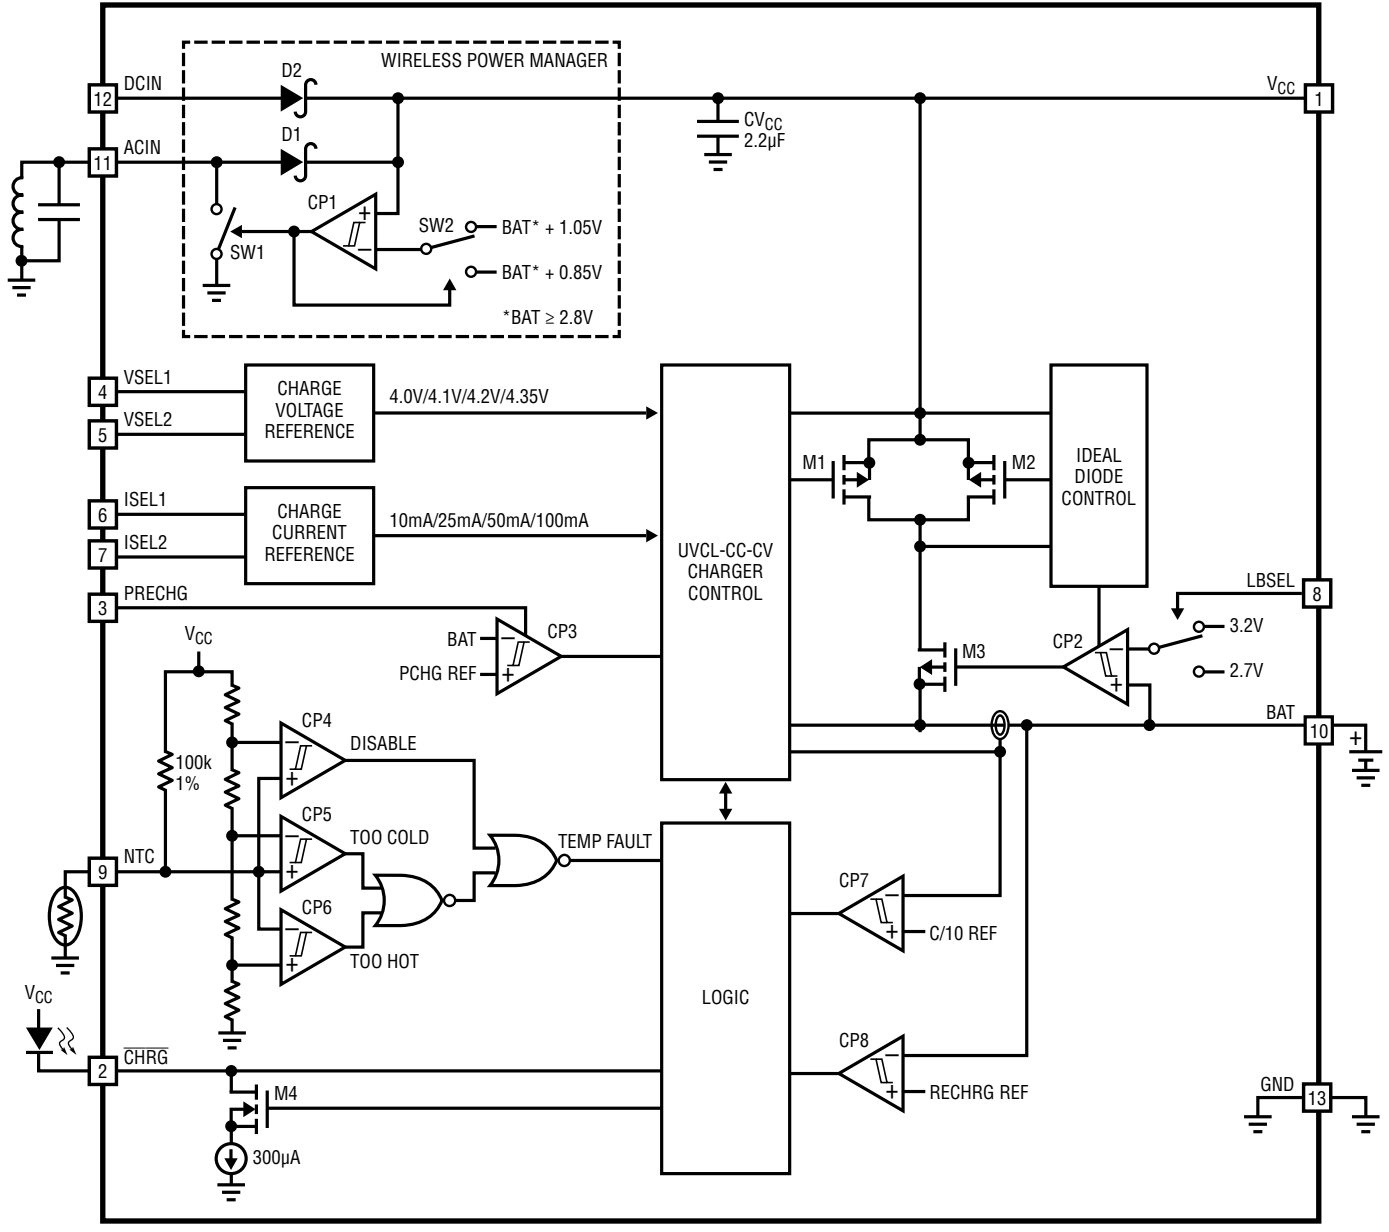 WIRELESS POWER MANAGER
12
DCIN
D2
VCC
1
CVCC
2.2µF
11
ACIN
D1
CP1
+
−
SW1
SW2
BAT* + 1.05V
BAT* + 0.85V
*BAT ≥ 2.8V
4
VSEL1
5
VSEL2
CHARGE
VOLTAGE
REFERENCE
4.0V/4.1V/4.2V/4.35V
6
ISEL1
7
ISEL2
CHARGE
CURRENT
REFERENCE
10mA/25mA/50mA/100mA
UVCL-CC-CV
CHARGER
CONTROL
M1
M2
IDEAL
DIODE
CONTROL
3
PRECHG
BAT
PCHG REF
−
+
CP3
LBSEL
8
3.2V
2.7V
CP2
−
+
M3
BAT
10
+
VCC
100k
1%
CP4
−
+
DISABLE
CP5
−
+
TOO COLD
CP6
−
+
TOO HOT
TEMP FAULT
9
NTC
LOGIC
CP7
−
+
C/10 REF
CP8
−
+
RECHRG REF
VCC
2
CHRG
M4
300µA
GND
13